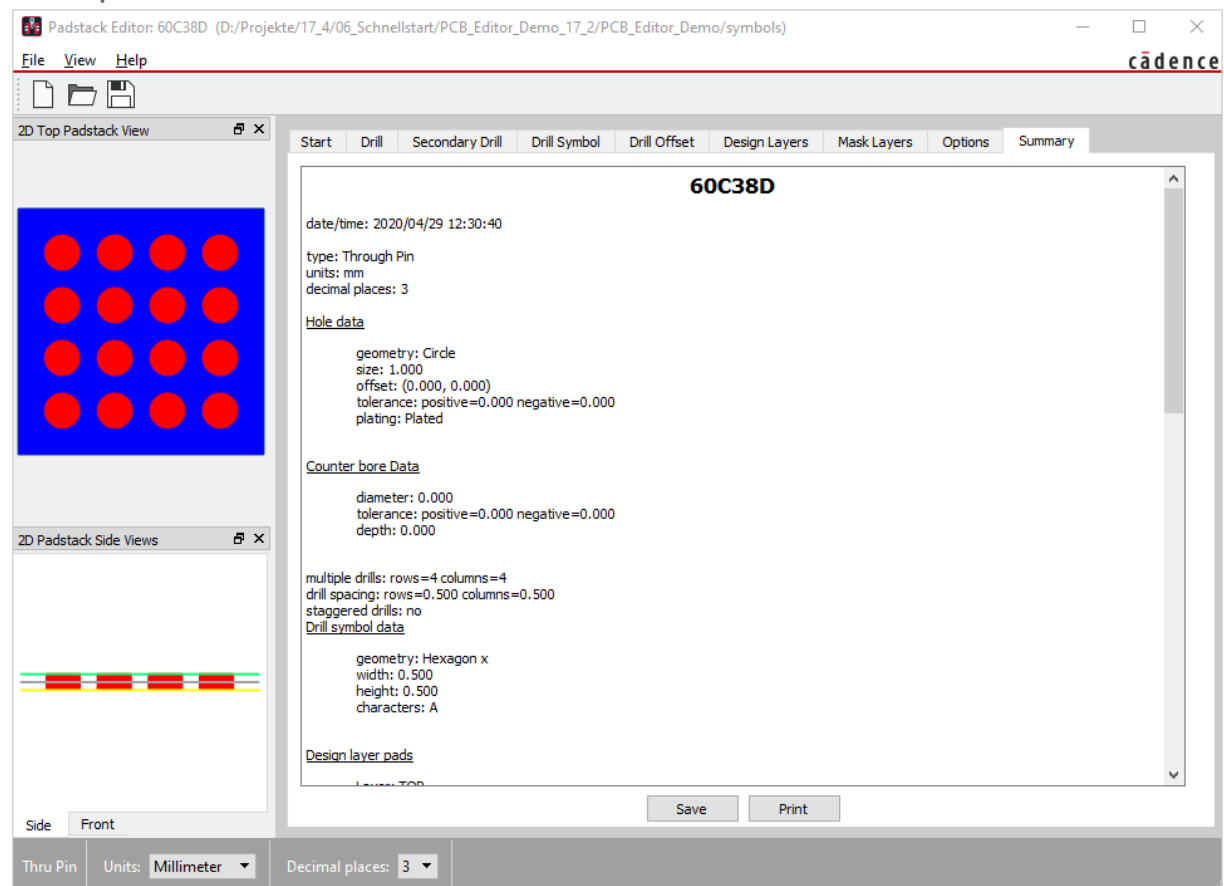 Padstack Editor: 60C38D (D:/Projekte/17_4/06_Schnellstart/PCB_Editor_Demo_17_2/PCB_Editor_Demo/symbols)
File View Help
cādence
2D Top Padstack View
Start Drill Secondary Drill Drill Symbol Drill Offset Design Layers Mask Layers Options Summary
60C38D
date/time: 2020/04/29 12:30:40
type: Through Pin
units: mm
decimal places: 3
Hole data
geometry: Circle
size: 1.000
offset: (0.000, 0.000)
tolerance: positive=0.000 negative=0.000
plating: Plated
Counter bore Data
diameter: 0.000
tolerance: positive=0.000 negative=0.000
depth: 0.000
2D Padstack Side Views
multiple drills: rows=4 columns=4
drill spacing: rows=0.500 columns=0.500
staggered drills: no
Drill symbol data
geometry: Hexagon x
width: 0.500
height: 0.500
characters: A
Design layer pads
Layer: TOP
Save Print
Side Front
Thru Pin Units: Millimeter Decimal places: 3